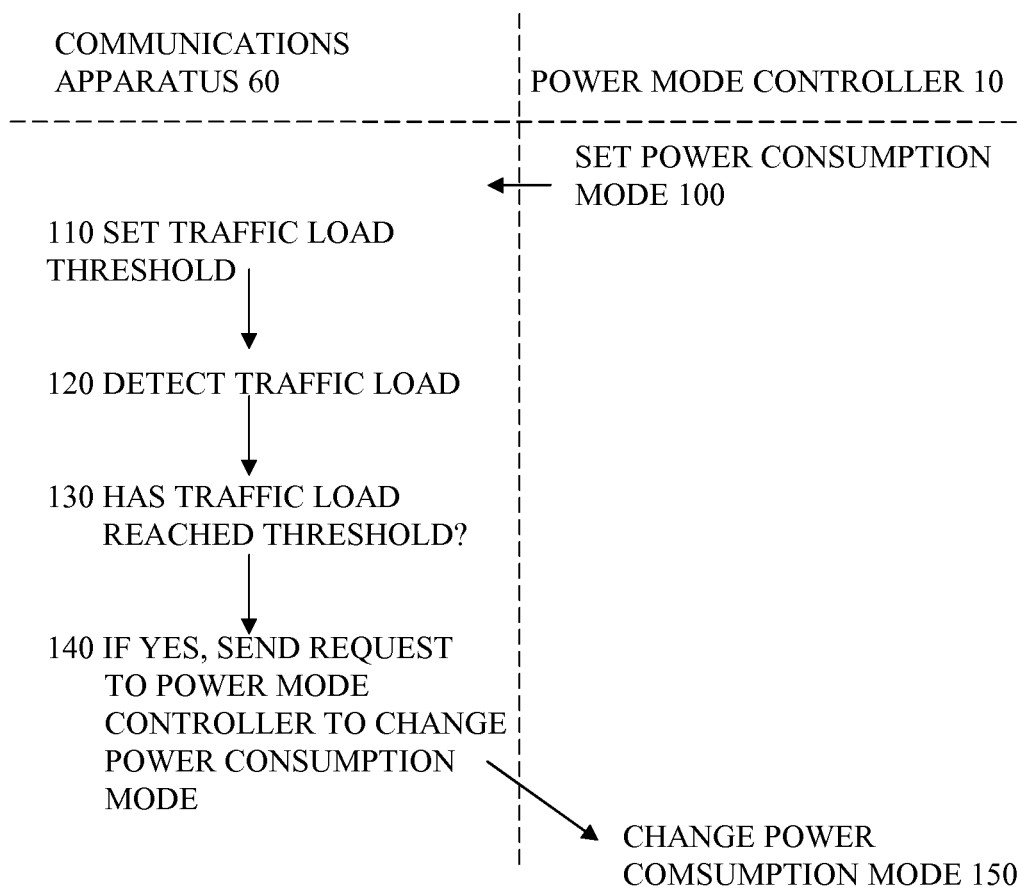 COMMUNICATIONS
APPARATUS 60
POWER MODE CONTROLLER 10
SET POWER CONSUMPTION
MODE 100
110 SET TRAFFIC LOAD
THRESHOLD
120 DETECT TRAFFIC LOAD
130 HAS TRAFFIC LOAD
REACHED THRESHOLD?
140 IF YES, SEND REQUEST
TO POWER MODE
CONTROLLER TO CHANGE
POWER CONSUMPTION
MODE
CHANGE POWER
COMSUMPTION MODE 150